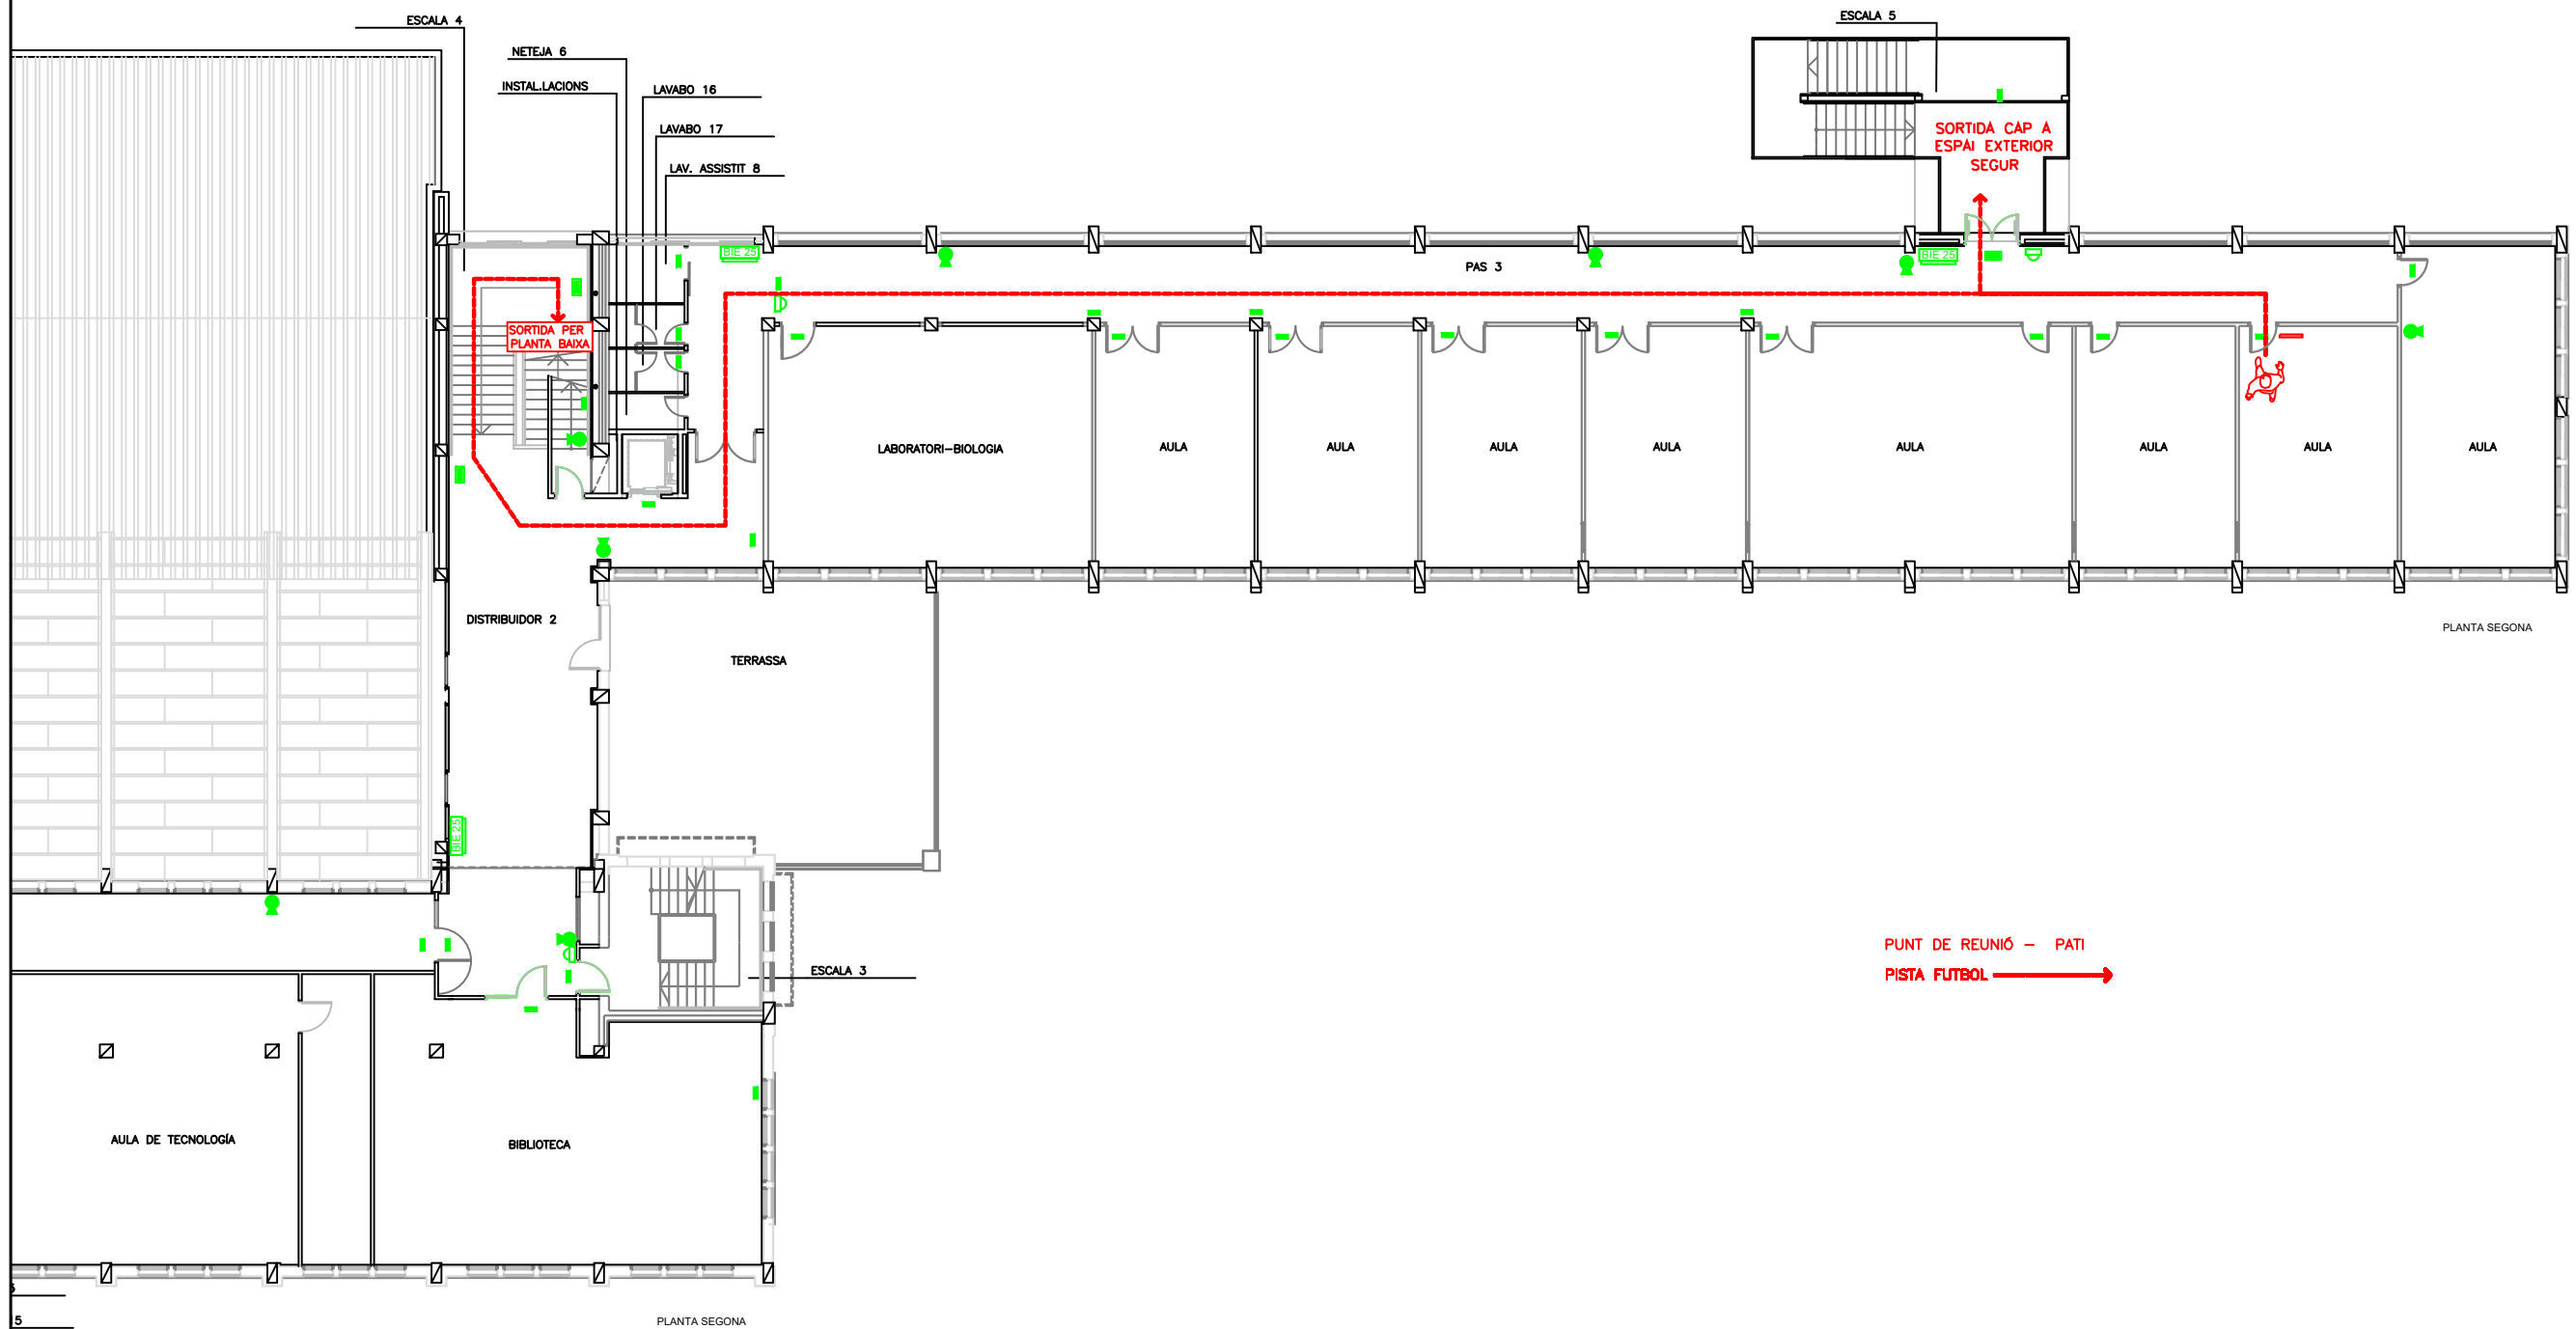 ESCALA 4
ESCALA 5
NETEJA 6
INSTAL.LACIONS
LAVABO 16
LAVABO 17
LAV. ASSISTIT 8
SORTIDA CAP A
ESPAI EXTERIOR
SEGUR
BIE 25
BIE 25
PAS 3
SORTIDA PER
PLANTA BAIXA
LABORATORI-BIOLOGIA
AULA
AULA
AULA
AULA
AULA
AULA
AULA
AULA
DISTRIBUIDOR 2
PLANTA SEGONA
TERRASSA
BIE 25
PUNT DE REUNIÓ - PATI
PISTA FUTBOL
ESCALA 3
AULA DE TECNOLOGÍA
BIBLIOTECA
5
PLANTA SEGONA